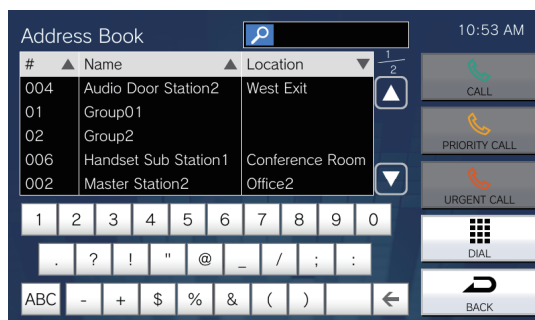 Address Book
10:53 AM
# ▲ Name ▲ Location ▼
1/2
004 Audio Door Station2 West Exit
01 Group01
02 Group2
006 Handset Sub Station1 Conference Room
002 Master Station2 Office2
CALL
PRIORITY CALL
URGENT CALL
DIAL
BACK
1 2 3 4 5 6 7 8 9 0
. ? ! " @ _ / ; :
ABC - + $ % & ( ) ←